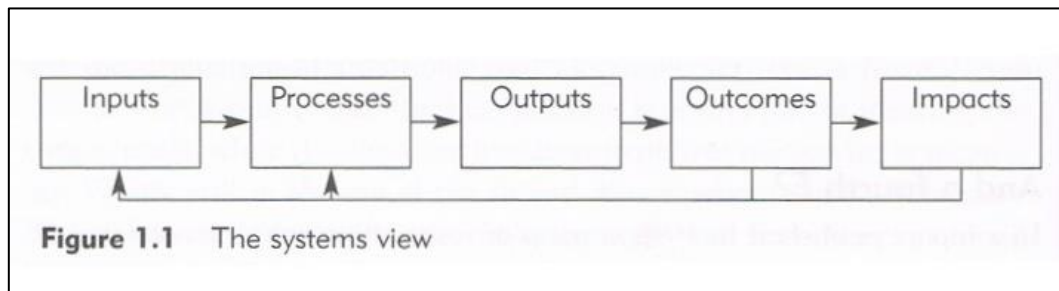 Inputs Processes Outputs Outcomes Impacts
Figure 1.1 The systems view